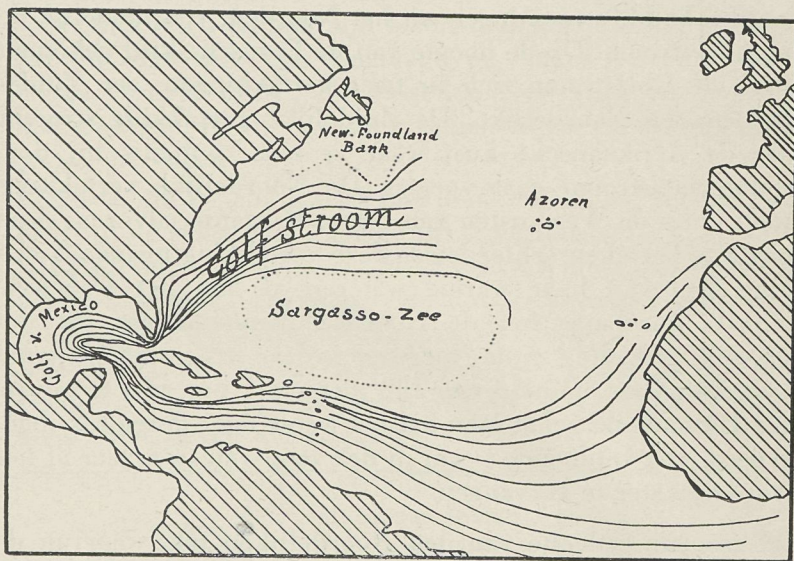 New-Foundland
Bank
Azoren
Golf stroom
Sargasso-Zee
Golf v. Mexico